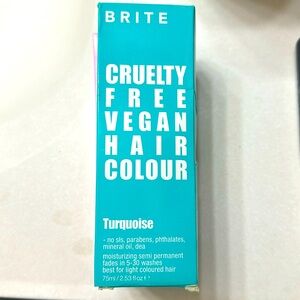 BRITE
CRUELTY
FREE
VEGAN
HAIR
COLOUR
Turquoise
- no sls, parabens, phthalates,
mineral oil, dea
moisturizing semi permanent
fades in 5-30 washes
best for light coloured hair
75ml / 2.53 fl oz ℮